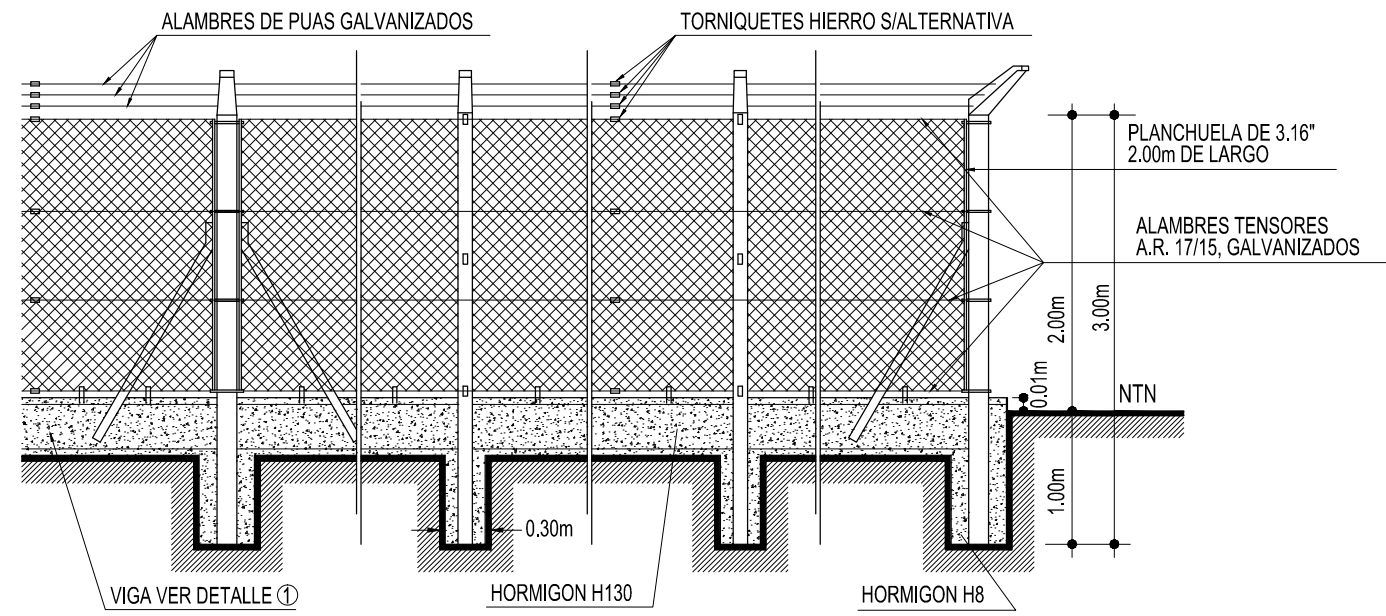 ALAMBRES DE PUAS GALVANIZADOS
TORNIQUETES HIERRO S/ALTERNATIVA
PLANCHUELA DE 3.16"
2.00m DE LARGO
ALAMBRES TENSORES
A.R. 17/15, GALVANIZADOS
2.00m
3.00m
0.01m
NTN
1.00m
0.30m
VIGA VER DETALLE ①
HORMIGON H130
HORMIGON H8